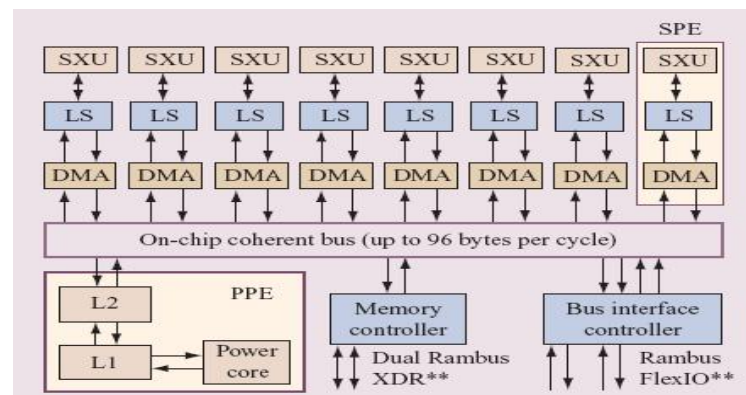 SPE
SXU SXU SXU SXU SXU SXU SXU SXU
LS LS LS LS LS LS LS LS
DMA DMA DMA DMA DMA DMA DMA DMA
On-chip coherent bus (up to 96 bytes per cycle)
PPE
L2
L1
Power
core
Memory
controller
Dual Rambus
XDR**
Bus interface
controller
Rambus
FlexIO**